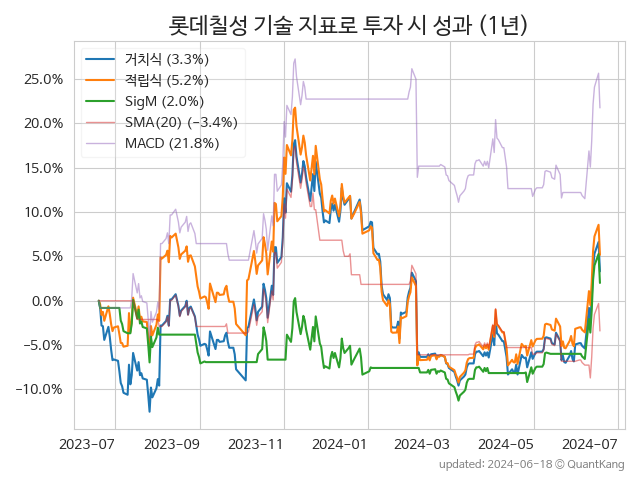 롯데칠성 기술 지표로 투자 시 성과 (1년)
거치식 (3.3%)
적립식 (5.2%)
SigM (2.0%)
SMA(20) (−3.4%)
MACD (21.8%)
25.0%
20.0%
15.0%
10.0%
5.0%
0.0%
−5.0%
−10.0%
2023-07 2023-09 2023-11 2024-01 2024-03 2024-05 2024-07
updated: 2024-06-18 © QuantKang